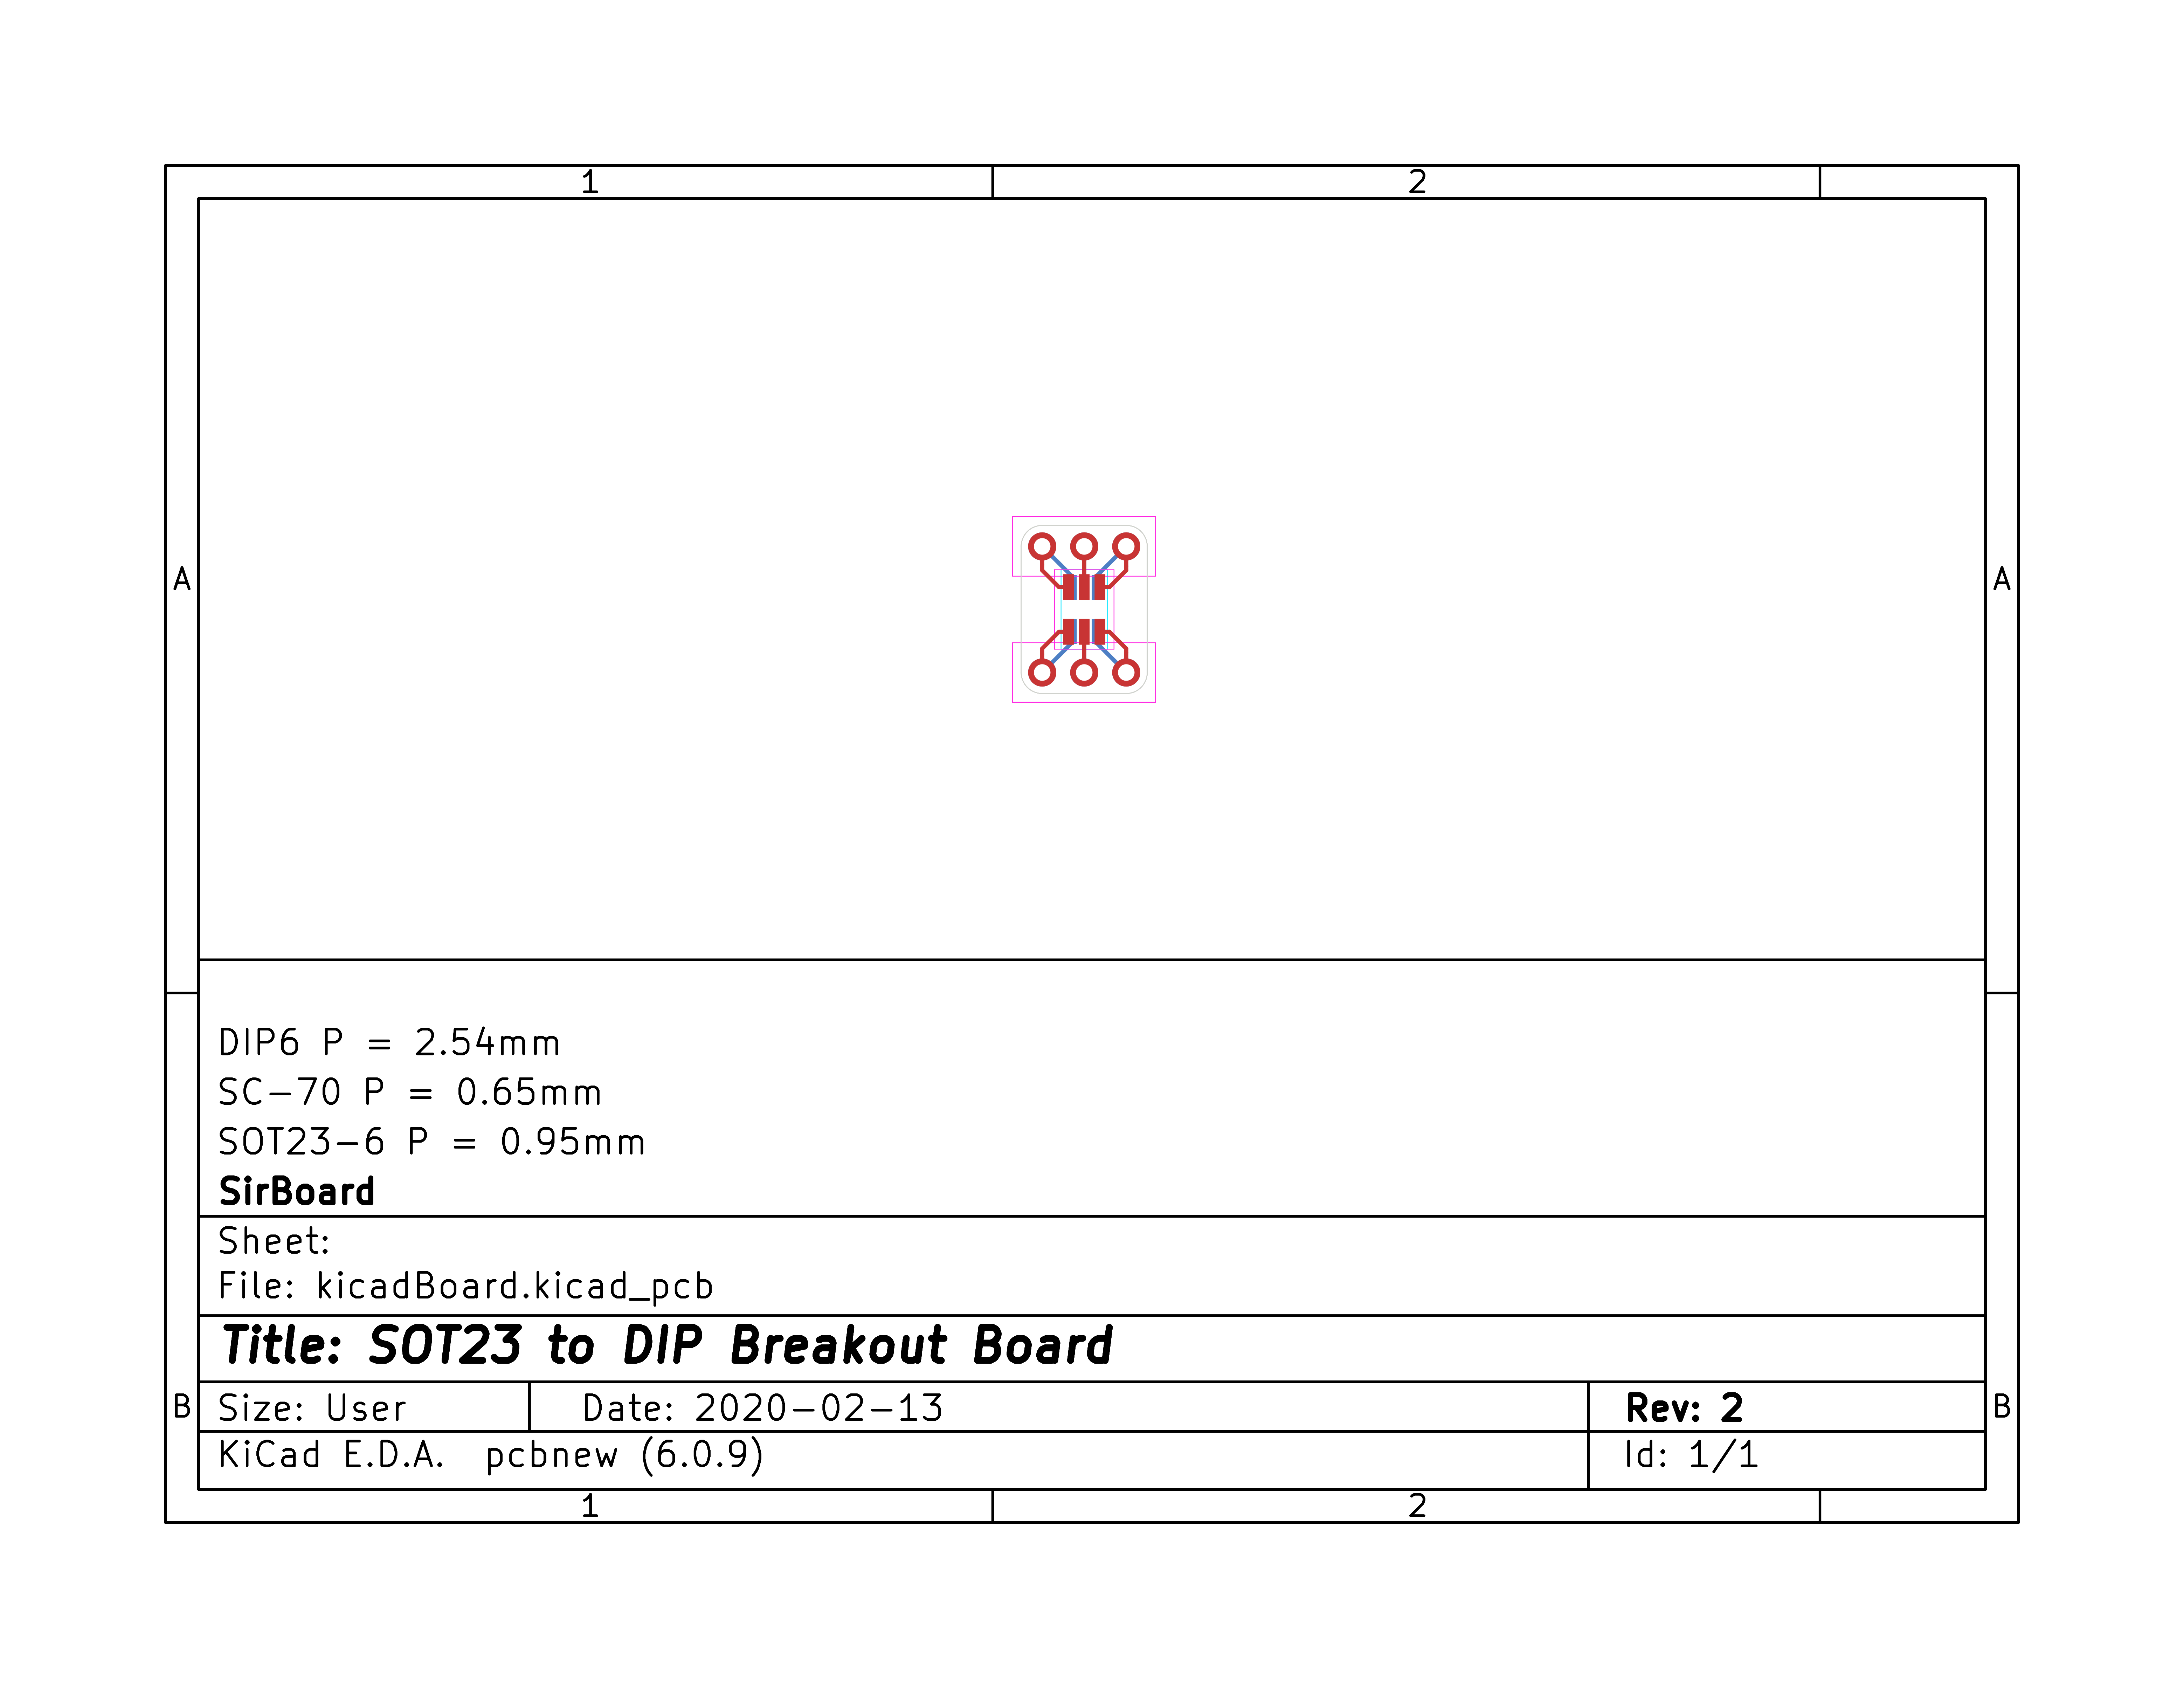 1 2
A A
DIP6 P = 2.54mm
SC-70 P = 0.65mm
SOT23-6 P = 0.95mm
SirBoard
Sheet:
File: kicadBoard.kicad_pcb
Title: SOT23 to DIP Breakout Board
B Size: User Date: 2020-02-13 Rev: 2 B
KiCad E.D.A. pcbnew (6.0.9) Id: 1/1
1 2